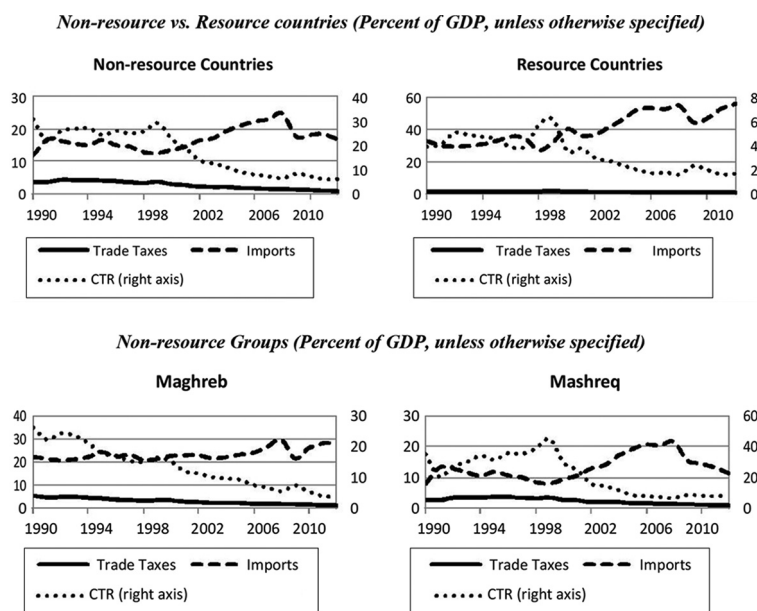 Non-resource vs. Resource countries (Percent of GDP, unless otherwise specified)
Non-resource Countries
30
20
10
0
40
30
20
10
0
1990 1994 1998 2002 2006 2010
Trade Taxes Imports
CTR (right axis)
Resource Countries
60
40
20
0
8
6
4
2
0
1990 1994 1998 2002 2006 2010
Trade Taxes Imports
CTR (right axis)
Non-resource Groups (Percent of GDP, unless otherwise specified)
Maghreb
40
30
20
10
0
30
20
10
0
1990 1994 1998 2002 2006 2010
Trade Taxes Imports
CTR (right axis)
Mashreq
30
20
10
0
60
40
20
0
1990 1994 1998 2002 2006 2010
Trade Taxes Imports
CTR (right axis)